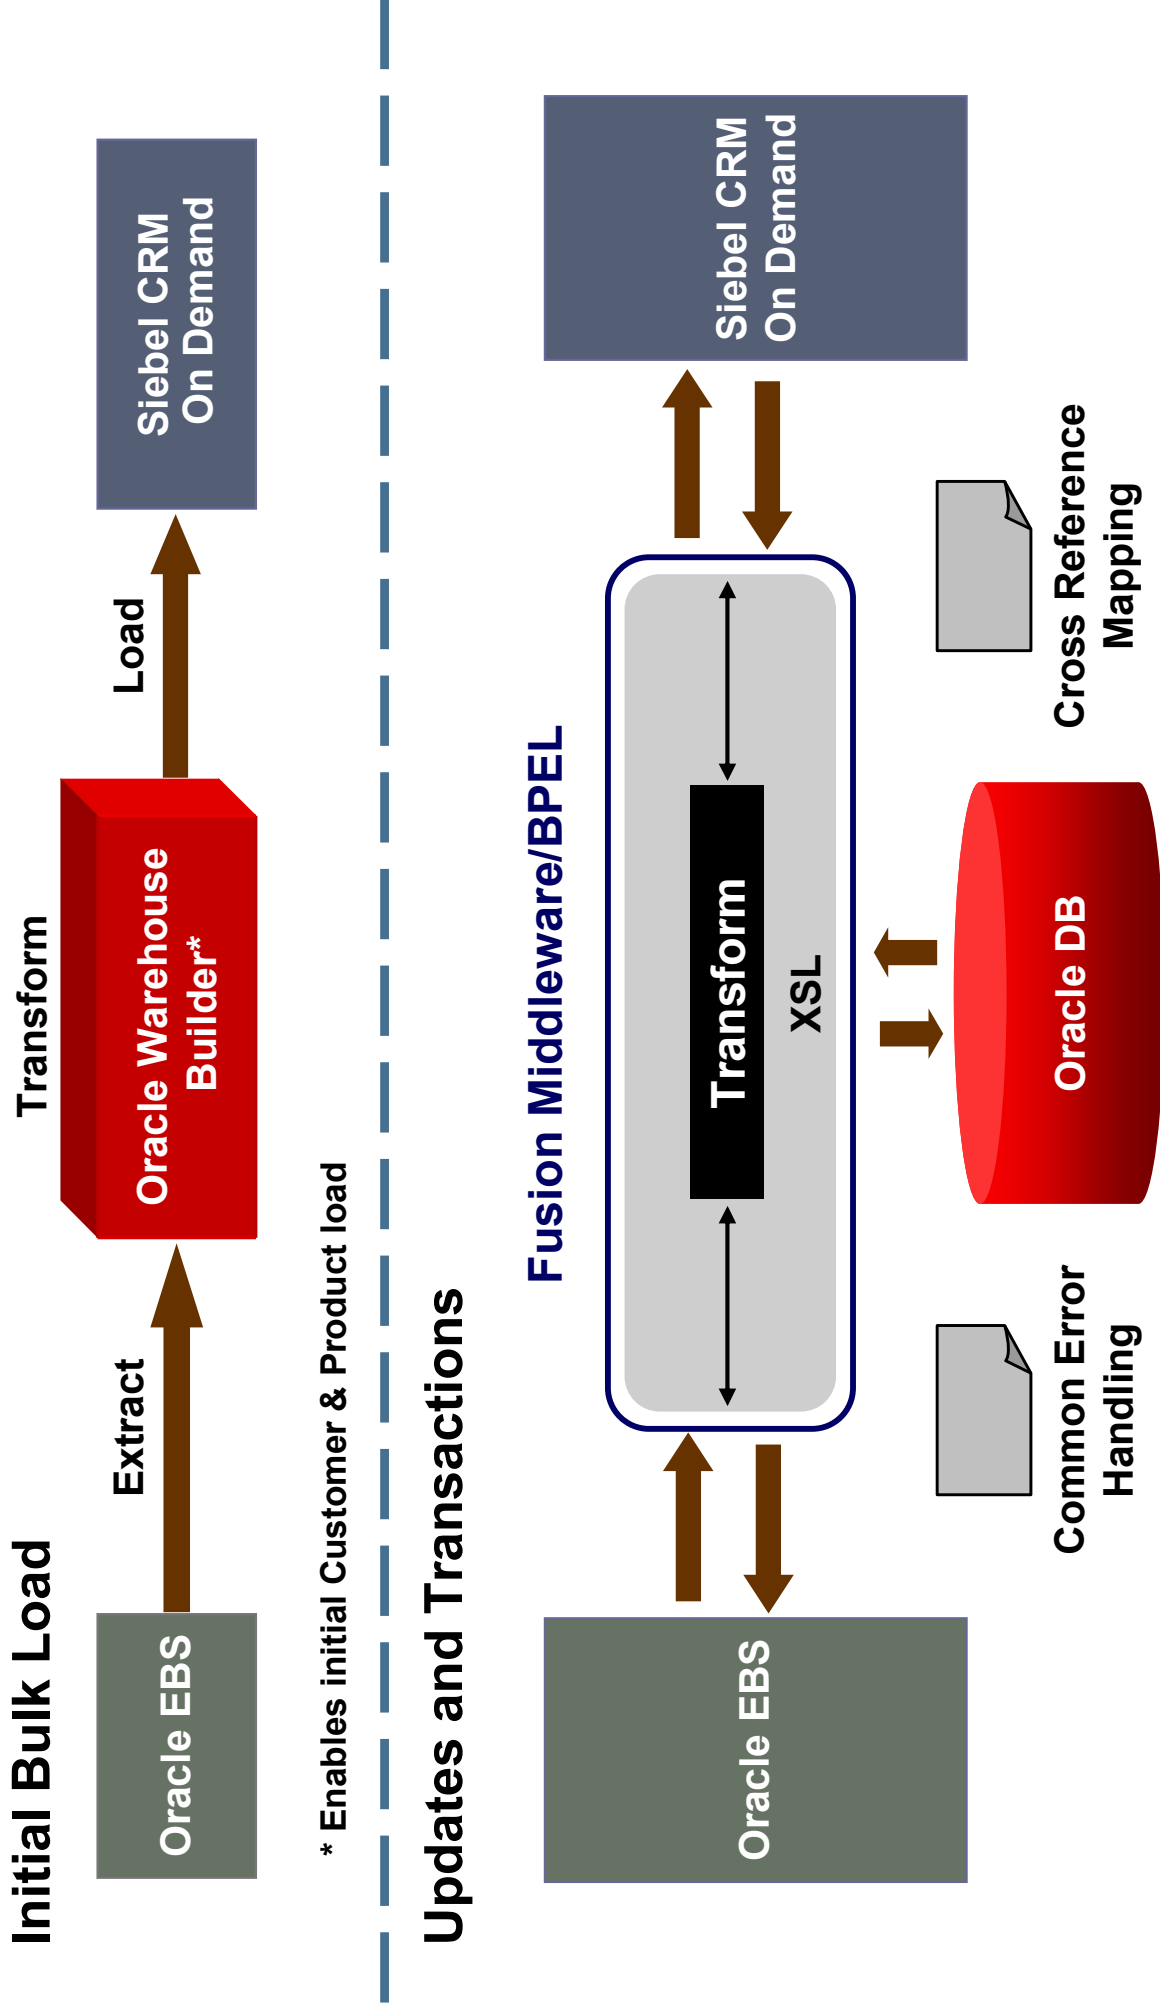 Initial Bulk Load
Transform
Extract
Load
Oracle EBS
Oracle Warehouse
Builder*
Siebel CRM
On Demand
* Enables initial Customer & Product load
Updates and Transactions
Fusion Middleware/BPEL
Oracle EBS
Transform
XSL
Siebel CRM
On Demand
Common Error
Handling
Oracle DB
Cross Reference
Mapping